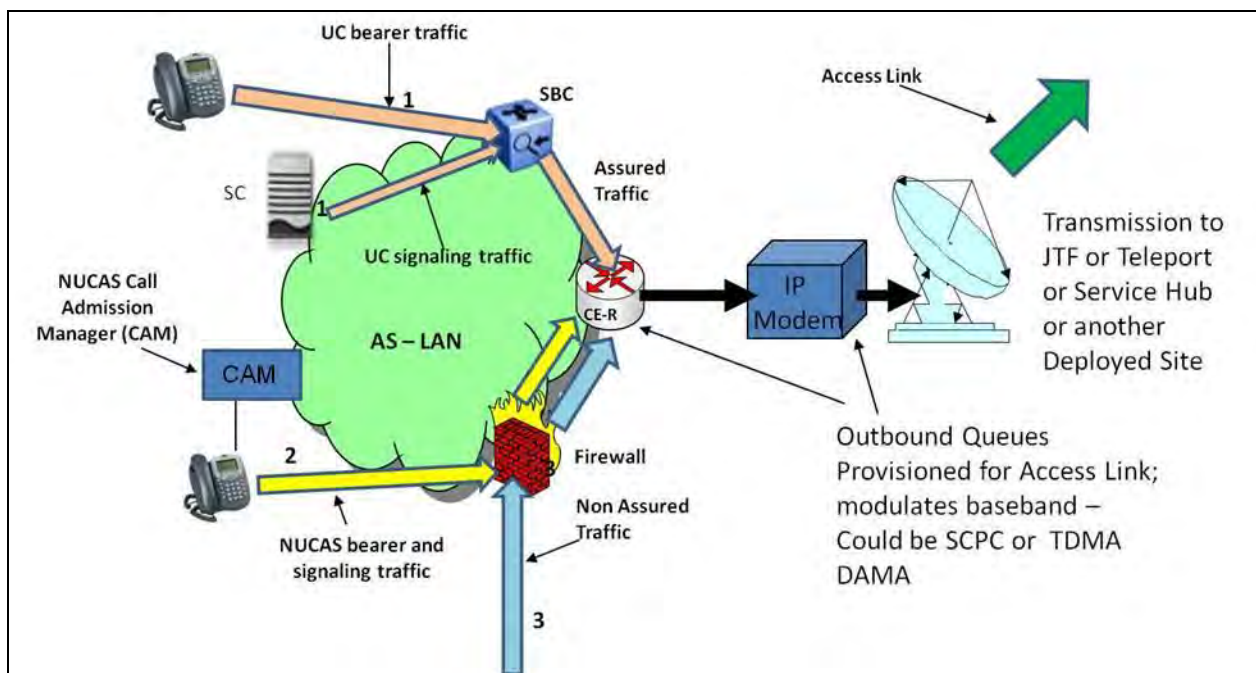 UC bearer traffic
1
SBC
Access Link
SC
1
Assured
Traffic
UC signaling traffic
Transmission to
JTF or Teleport
or Service Hub
or another
Deployed Site
NUCAS Call
Admission
Manager (CAM)
AS – LAN
CE-R
IP
Modem
CAM
2
3
Firewall
Outbound Queues
Provisioned for Access Link;
modulates baseband –
Could be SCPC or TDMA
DAMA
Non Assured
Traffic
NUCAS bearer and
signaling traffic
3